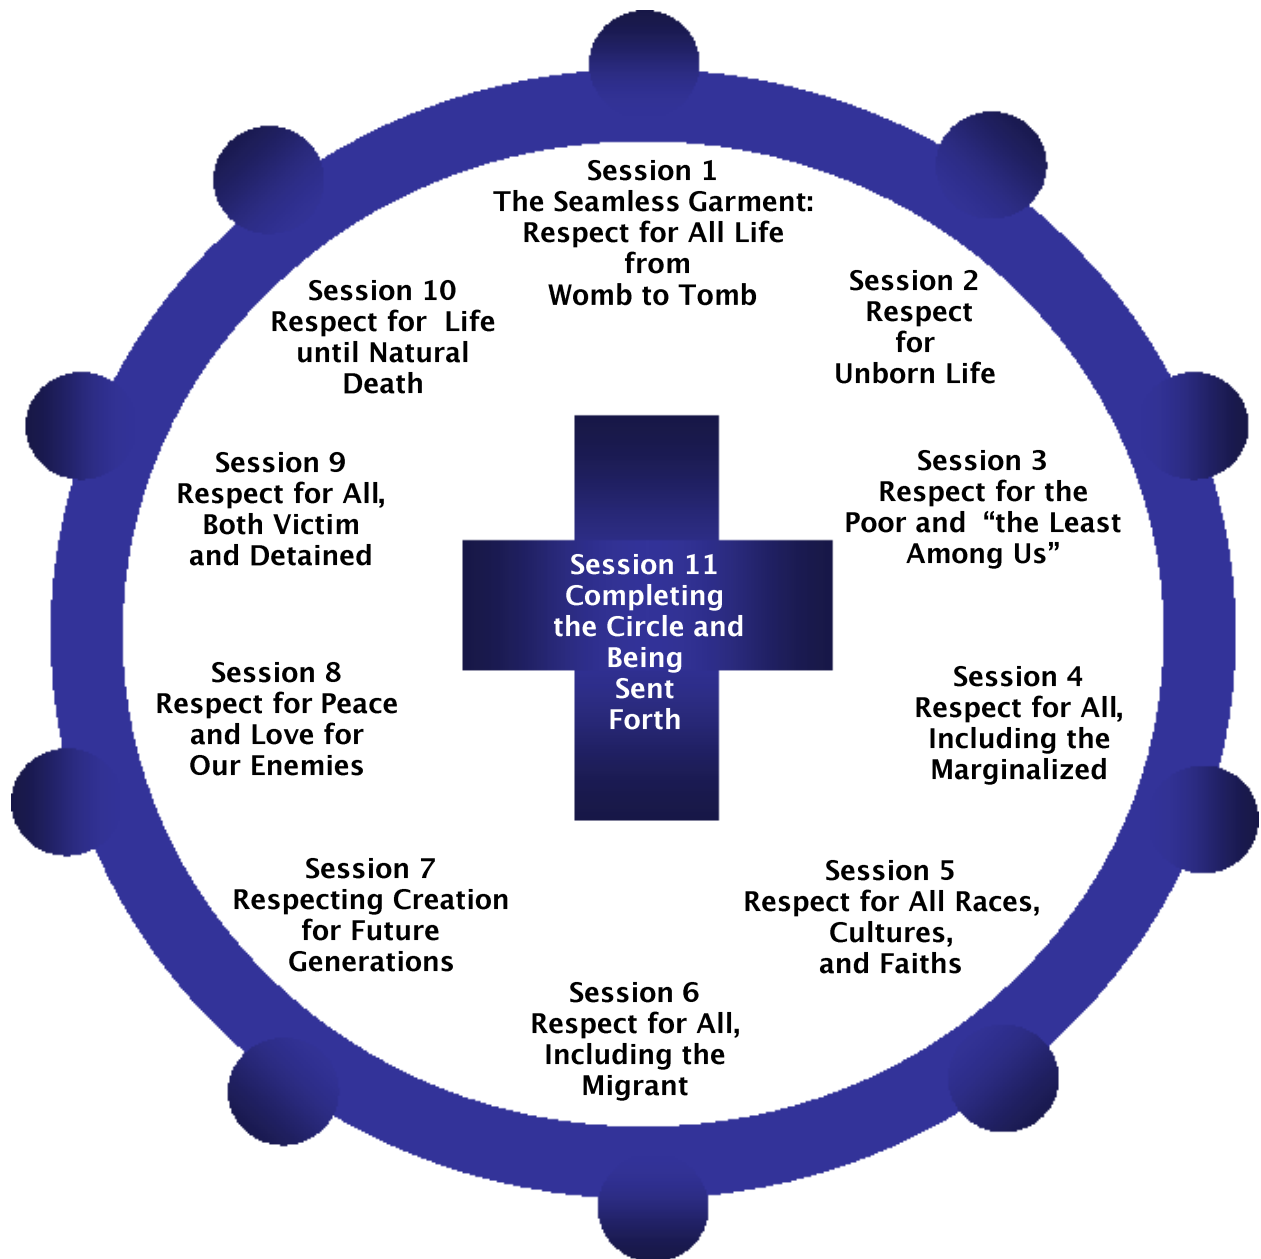 Session 1
The Seamless Garment:
Respect for All Life
from
Womb to Tomb
Session 2
Respect
for
Unborn Life
Session 3
Respect for the
Poor and “the Least
Among Us”
Session 4
Respect for All,
Including the
Marginalized
Session 5
Respect for All Races,
Cultures,
and Faiths
Session 6
Respect for All,
Including the
Migrant
Session 7
Respecting Creation
for Future
Generations
Session 8
Respect for Peace
and Love for
Our Enemies
Session 9
Respect for All,
Both Victim
and Detained
Session 10
Respect for Life
until Natural
Death
Session 11
Completing
the Circle and
Being
Sent
Forth